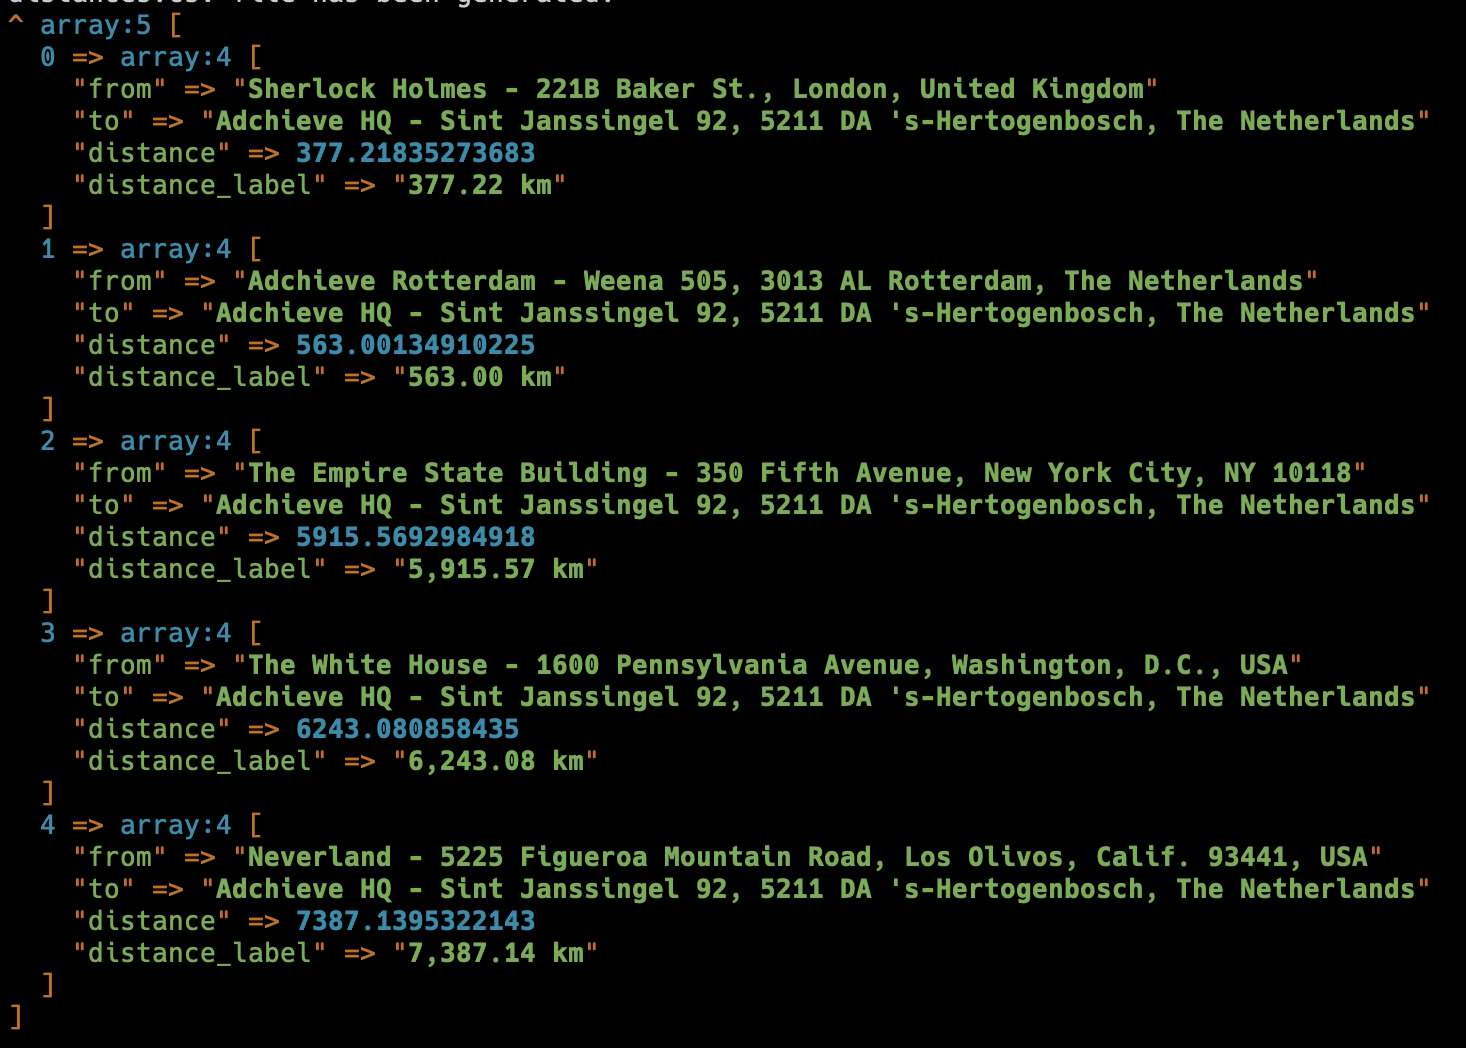 ^ array:5 [
  0 => array:4 [
    "from" => "Sherlock Holmes - 221B Baker St., London, United Kingdom"
    "to" => "Adchieve HQ - Sint Janssingel 92, 5211 DA 's-Hertogenbosch, The Netherlands"
    "distance" => 377.21835273683
    "distance_label" => "377.22 km"
  ]
  1 => array:4 [
    "from" => "Adchieve Rotterdam - Weena 505, 3013 AL Rotterdam, The Netherlands"
    "to" => "Adchieve HQ - Sint Janssingel 92, 5211 DA 's-Hertogenbosch, The Netherlands"
    "distance" => 563.00134910225
    "distance_label" => "563.00 km"
  ]
  2 => array:4 [
    "from" => "The Empire State Building - 350 Fifth Avenue, New York City, NY 10118"
    "to" => "Adchieve HQ - Sint Janssingel 92, 5211 DA 's-Hertogenbosch, The Netherlands"
    "distance" => 5915.5692984918
    "distance_label" => "5,915.57 km"
  ]
  3 => array:4 [
    "from" => "The White House - 1600 Pennsylvania Avenue, Washington, D.C., USA"
    "to" => "Adchieve HQ - Sint Janssingel 92, 5211 DA 's-Hertogenbosch, The Netherlands"
    "distance" => 6243.080858435
    "distance_label" => "6,243.08 km"
  ]
  4 => array:4 [
    "from" => "Neverland - 5225 Figueroa Mountain Road, Los Olivos, Calif. 93441, USA"
    "to" => "Adchieve HQ - Sint Janssingel 92, 5211 DA 's-Hertogenbosch, The Netherlands"
    "distance" => 7387.1395322143
    "distance_label" => "7,387.14 km"
  ]
]